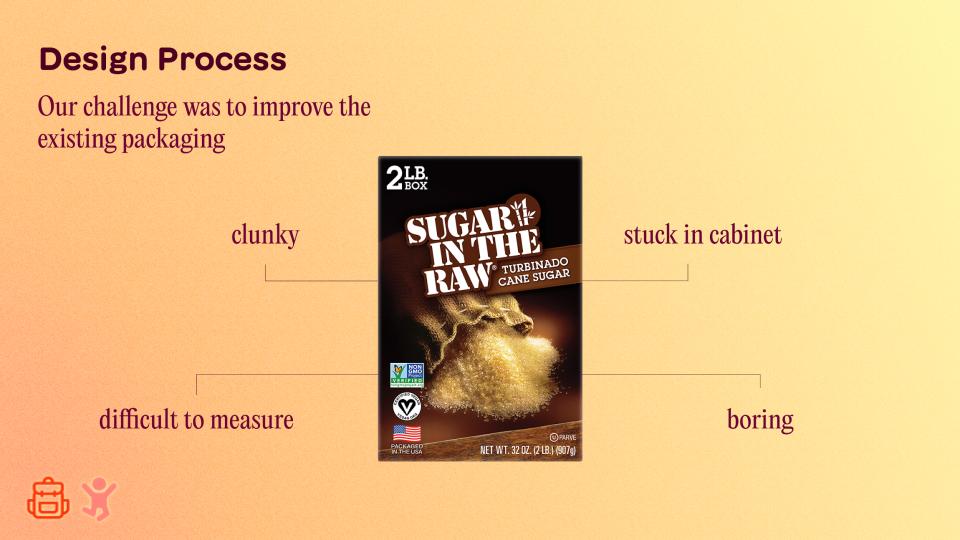 Design Process
Our challenge was to improve the
existing packaging
2 LB.
BOX
clunky
stuck in cabinet
SUGAR
IN THE
RAW®
TURBINADO
CANE SUGAR
NON
GMO
Project
VERIFIED
difficult to measure
boring
PACKAGED
IN THE USA
U PARVE
NET WT. 32 OZ. (2 LB.) (907g)